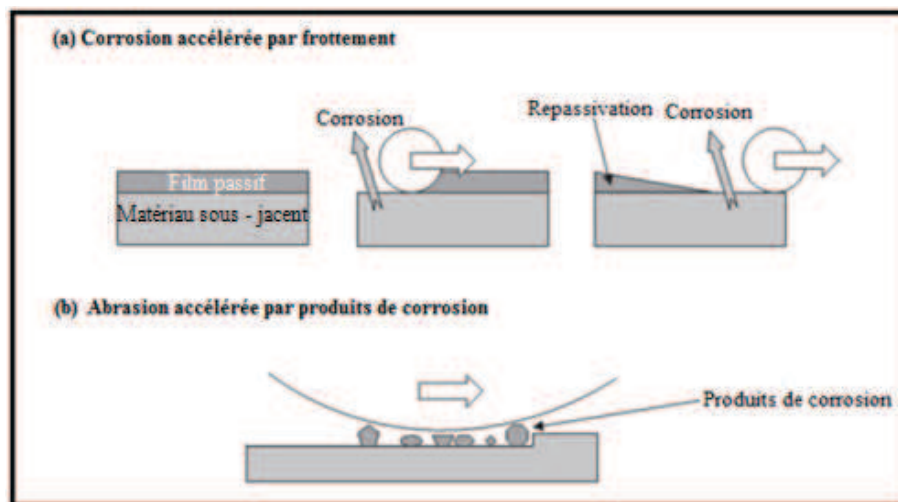 (a) Corrosion accélérée par frottement
Corrosion
Repassivation
Corrosion
Film passif
Matériau sous - jacent
(b) Abrasion accélérée par produits de corrosion
Produits de corrosion